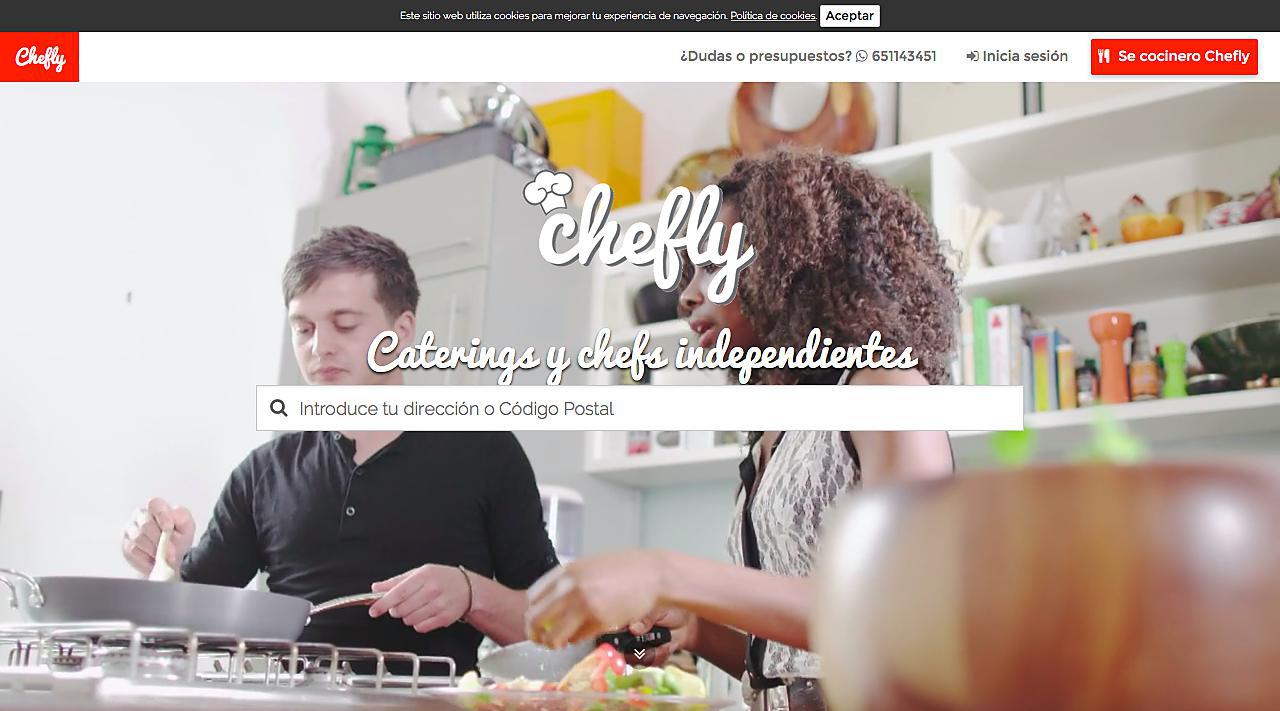 Este sitio web utiliza cookies para mejorar tu experiencia de navegación. Política de cookies. Aceptar
Chefly
¿Dudas o presupuestos? 651143451
Inicia sesión
Se cocinero Chefly
chefly
Caterings y chefs independientes
Introduce tu dirección o Código Postal